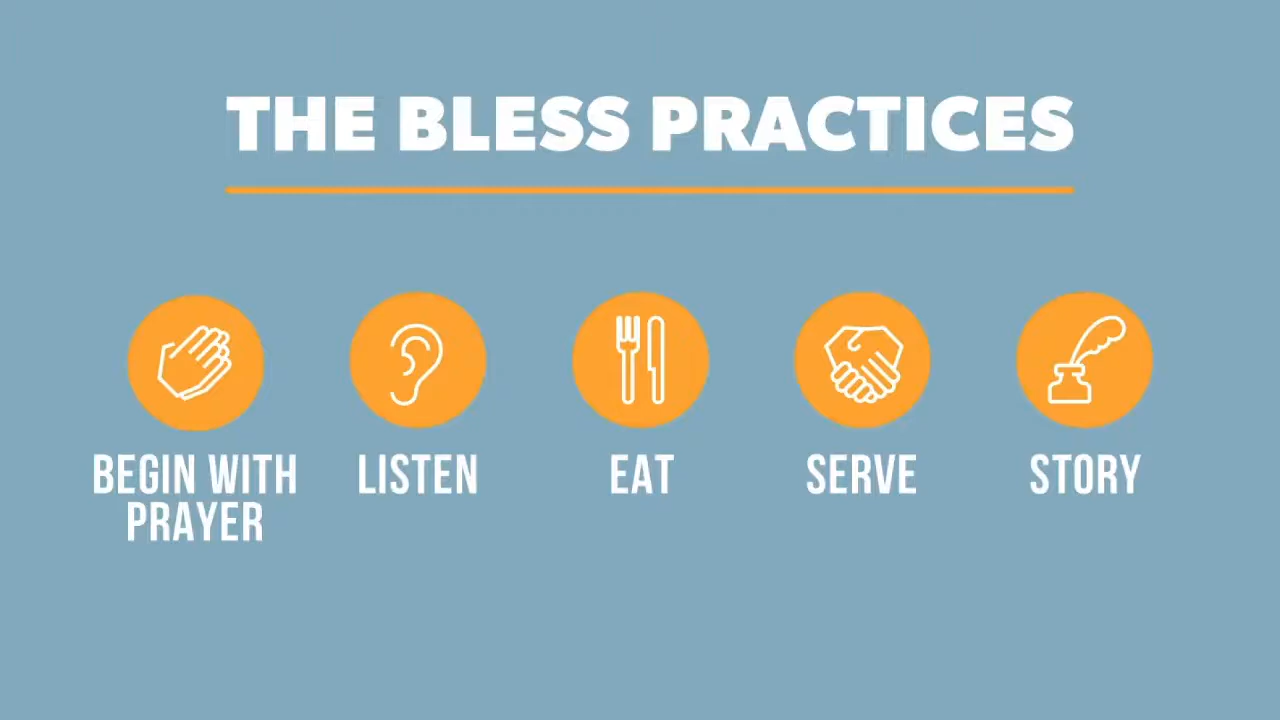 THE BLESS PRACTICES
BEGIN WITH
PRAYER
LISTEN
EAT
SERVE
STORY